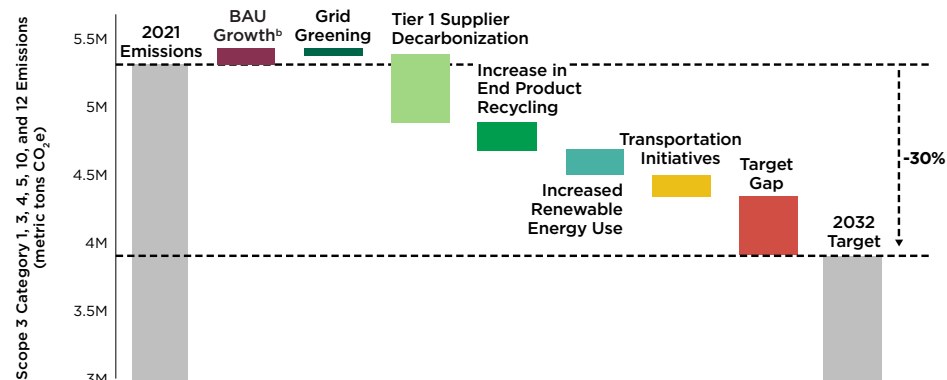 Scope 3 Category 1, 3, 4, 5, 10, and 12 Emissions
(metric tons CO₂e)
5.5M
5M
4.5M
4M
3.5M
3M
2021
Emissions
BAU
Growthᵇ
Grid
Greening
Tier 1 Supplier
Decarbonization
Increase in
End Product
Recycling
Increased
Renewable
Energy Use
Transportation
Initiatives
Target
Gap
2032
Target
-30%